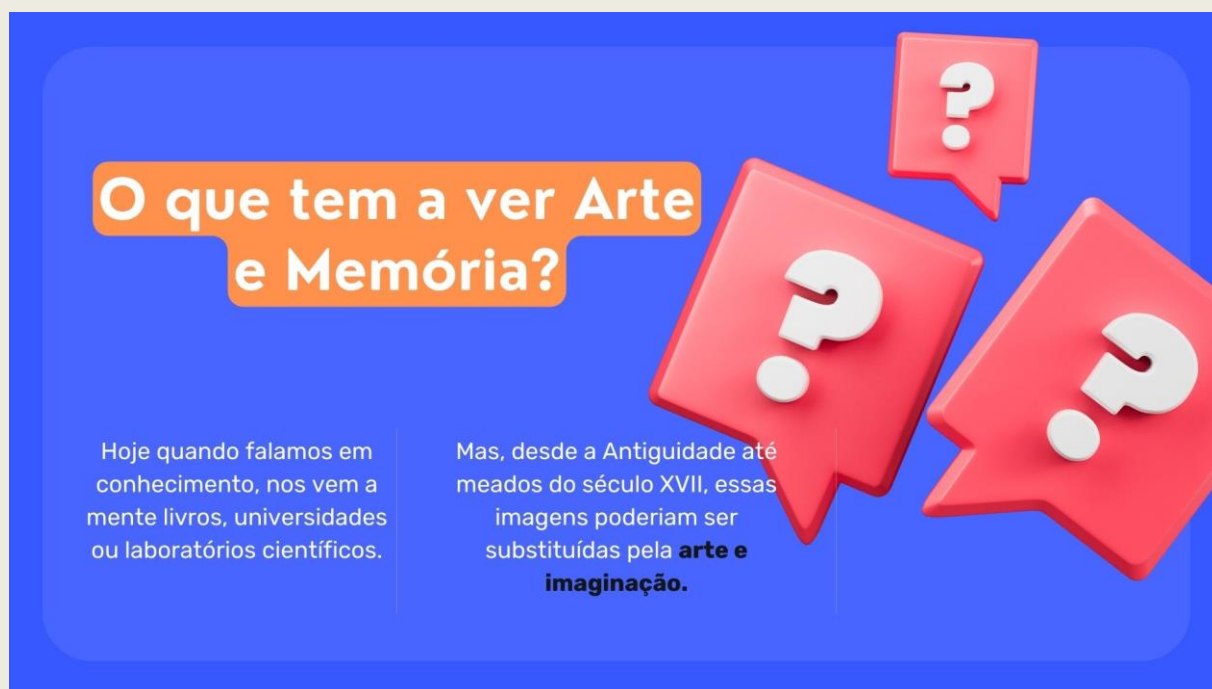 O que tem a ver Arte
e Memória?
Hoje quando falamos em
conhecimento, nos vem a
mente livros, universidades
ou laboratórios científicos.
Mas, desde a Antiguidade até
meados do século XVII, essas
imagens poderiam ser
substituídas pela arte e
imaginação.
?
?
?